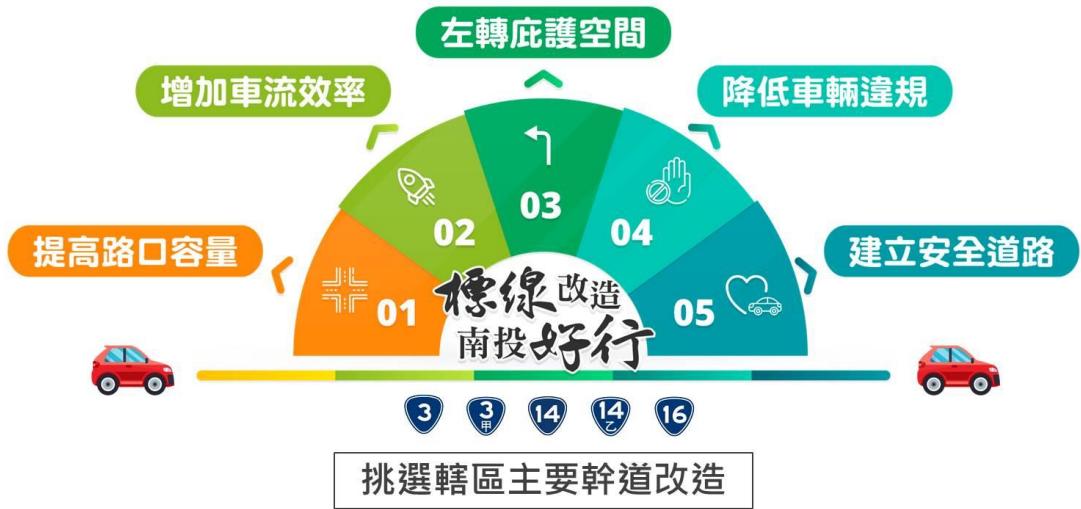 左轉庇護空間
增加車流效率
降低車輛違規
提高路口容量
建立安全道路
01
02
03
04
05
標線改造
南投好行
3
3甲
14
14乙
16
挑選轄區主要幹道改造